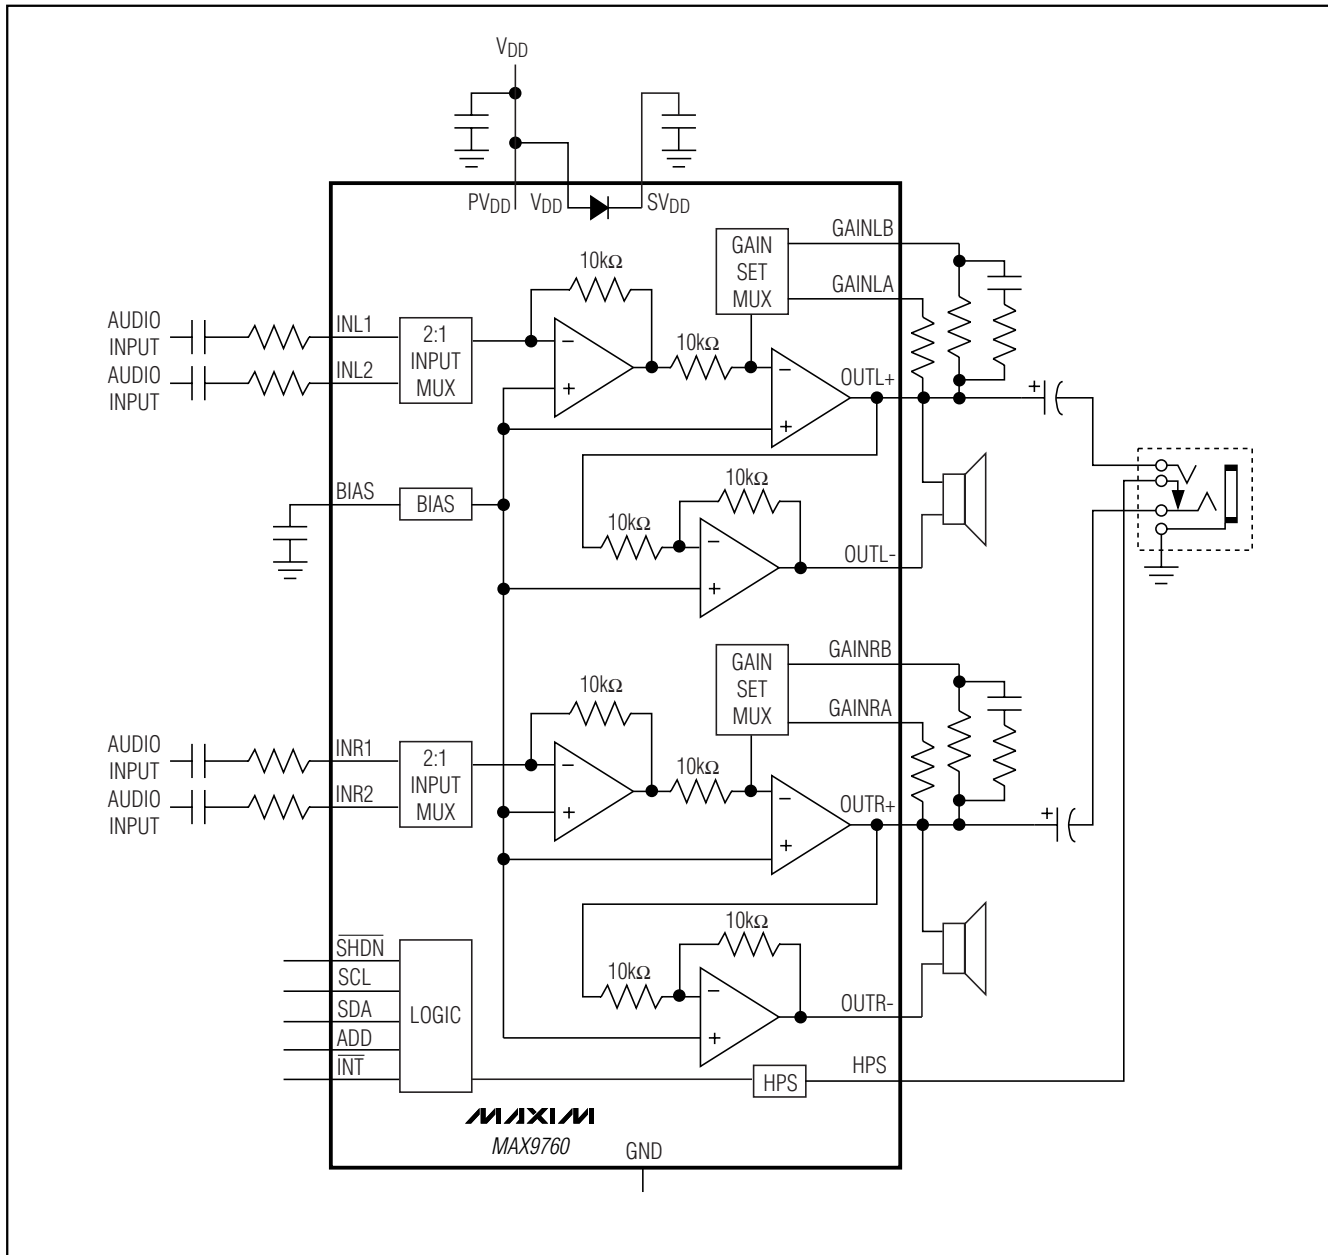 VDD
PVDD VDD SVDD
GAIN
SET
MUX
GAINLB
GAINLA
10kΩ
AUDIO
INPUT
INL1
2:1
INPUT
MUX
10kΩ
AUDIO
INPUT
INL2
−
+
−
+
OUTL+
+
BIAS
BIAS
10kΩ
10kΩ
−
+
OUTL-
GAIN
SET
MUX
GAINRB
GAINRA
10kΩ
AUDIO
INPUT
INR1
2:1
INPUT
MUX
10kΩ
AUDIO
INPUT
INR2
−
+
−
+
OUTR+
+
10kΩ
10kΩ
−
+
OUTR-
SHDN
SCL
SDA
ADD
INT
LOGIC
HPS
HPS
MAXIM
MAX9760
GND